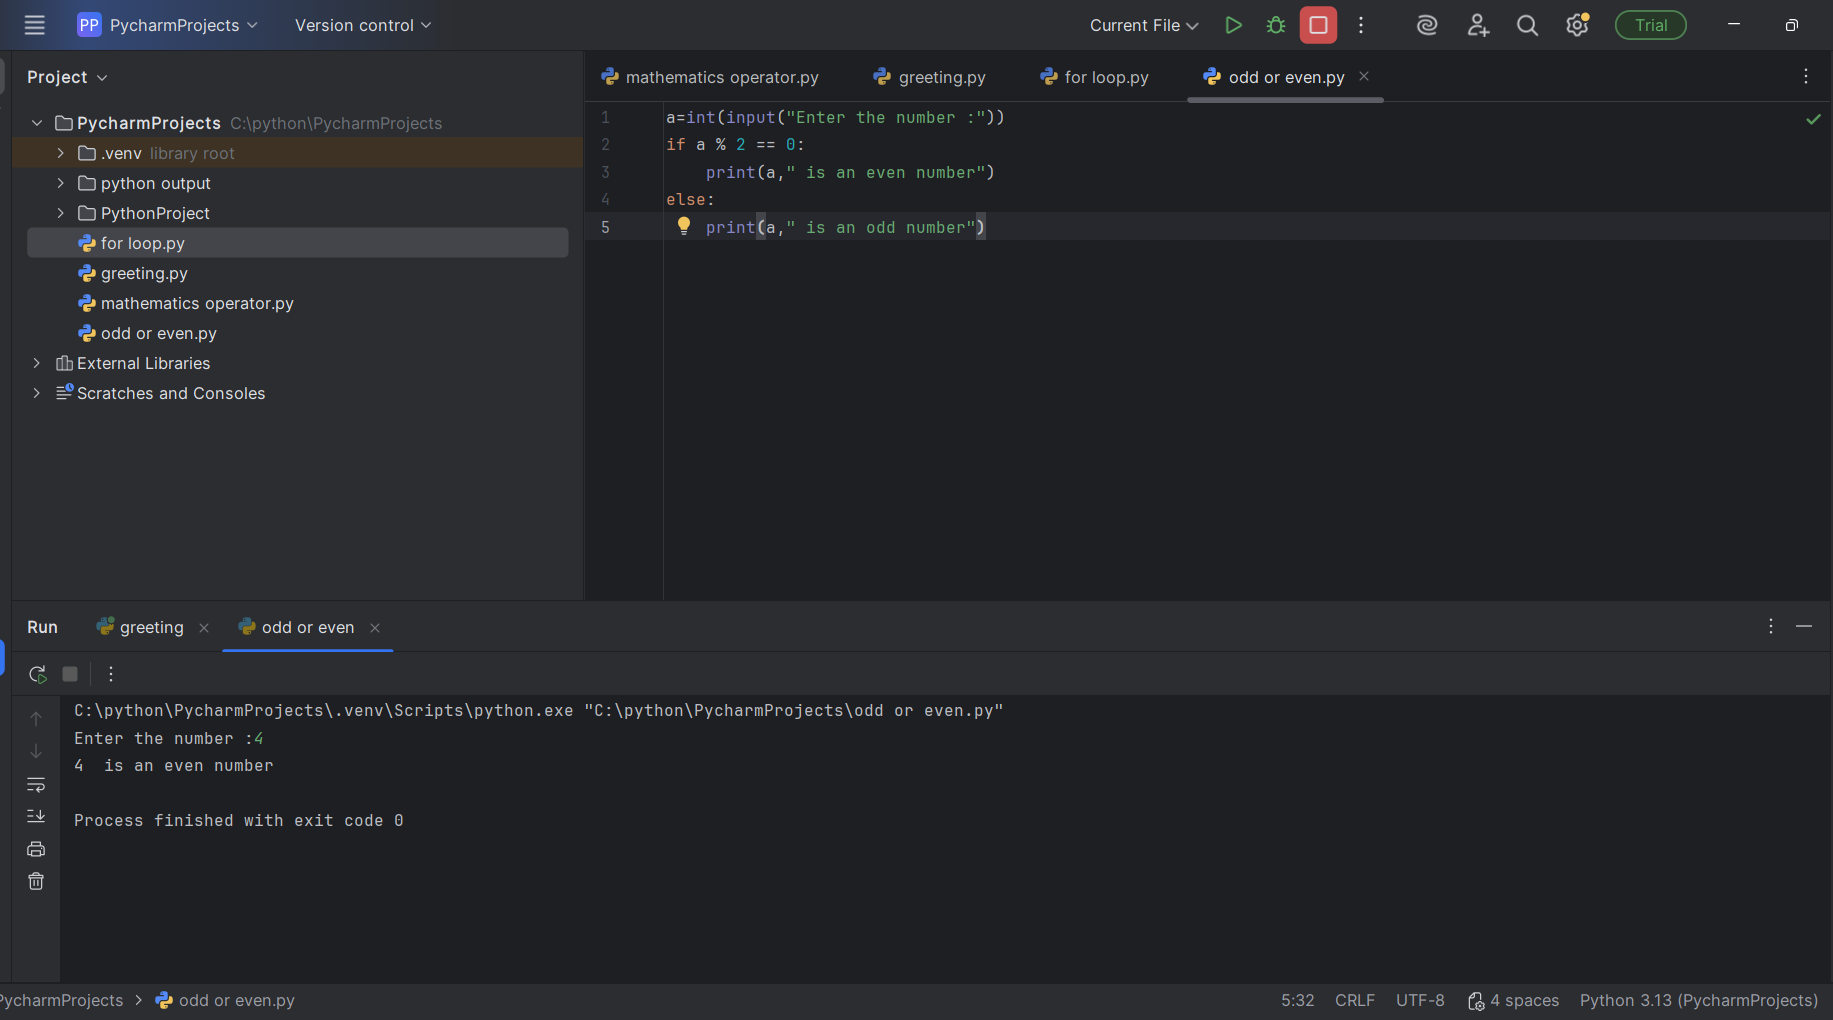 PP PycharmProjects Version control Current File Trial
Project
mathematics operator.py greeting.py for loop.py odd or even.py
PycharmProjects C:\python\PycharmProjects
.venv library root
python output
PythonProject
for loop.py
greeting.py
mathematics operator.py
odd or even.py
External Libraries
Scratches and Consoles
1 a=int(input("Enter the number :"))
2 if a % 2 == 0:
3     print(a," is an even number")
4 else:
5     print(a," is an odd number")
Run greeting odd or even
C:\python\PycharmProjects\.venv\Scripts\python.exe "C:\python\PycharmProjects\odd or even.py"
Enter the number :4
4  is an even number
Process finished with exit code 0
PycharmProjects odd or even.py 5:32 CRLF UTF-8 4 spaces Python 3.13 (PycharmProjects)